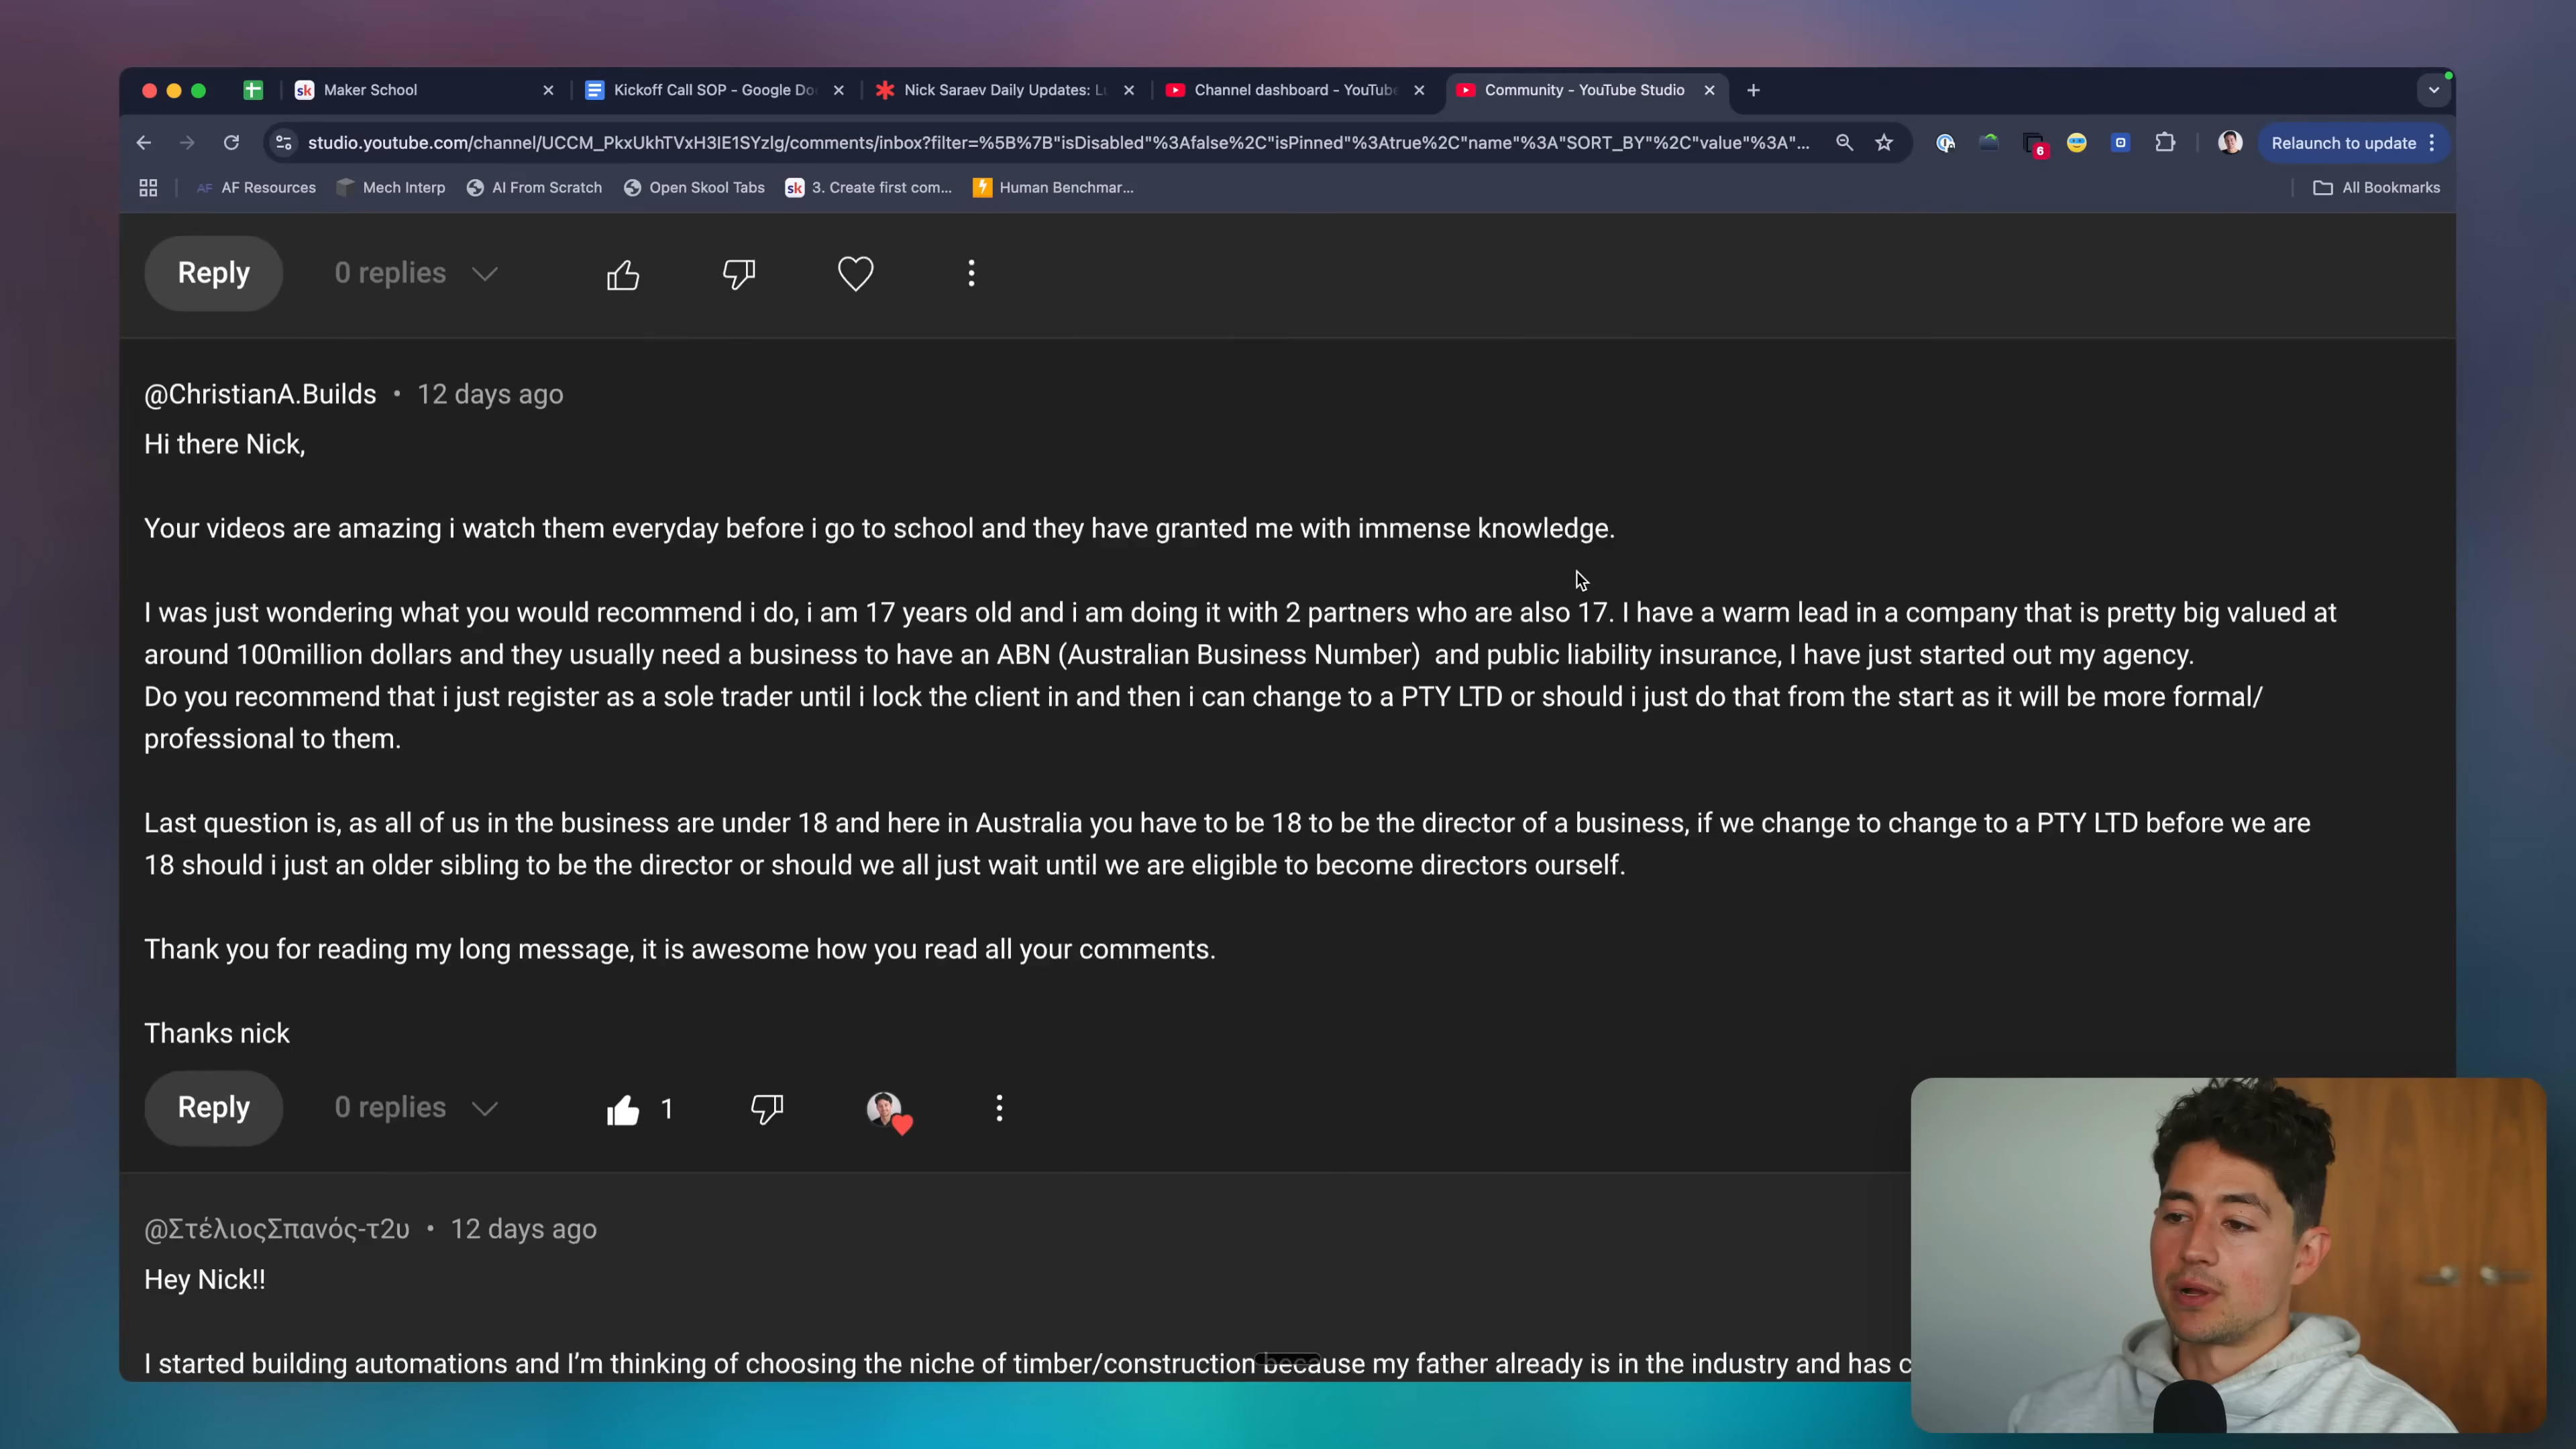 Maker School
Kickoff Call SOP - Google Do
Nick Saraev Daily Updates: L
Channel dashboard - YouTube
Community - YouTube Studio
studio.youtube.com/channel/UCCM_PkxUkhTVxH3IE1SYzIg/comments/inbox?filter=%5B%7B"isDisabled"%3Afalse%2C"isPinned"%3Atrue%2C"name"%3A"SORT_BY"%2C"value"%3A"...
6
Relaunch to update
AF Resources
Mech Interp
AI From Scratch
Open Skool Tabs
3. Create first com...
Human Benchmar...
All Bookmarks
Reply
0 replies
@ChristianA.Builds • 12 days ago
Hi there Nick,
Your videos are amazing i watch them everyday before i go to school and they have granted me with immense knowledge.
I was just wondering what you would recommend i do, i am 17 years old and i am doing it with 2 partners who are also 17. I have a warm lead in a company that is pretty big valued at
around 100million dollars and they usually need a business to have an ABN (Australian Business Number) and public liability insurance, I have just started out my agency.
Do you recommend that i just register as a sole trader until i lock the client in and then i can change to a PTY LTD or should i just do that from the start as it will be more formal/
professional to them.
Last question is, as all of us in the business are under 18 and here in Australia you have to be 18 to be the director of a business, if we change to change to a PTY LTD before we are
18 should i just an older sibling to be the director or should we all just wait until we are eligible to become directors ourself.
Thank you for reading my long message, it is awesome how you read all your comments.
Thanks nick
Reply
0 replies
1
@ΣτέλιοςΣπανός-τ2υ • 12 days ago
Hey Nick!!
I started building automations and I'm thinking of choosing the niche of timber/construction because my father already is in the industry and has c